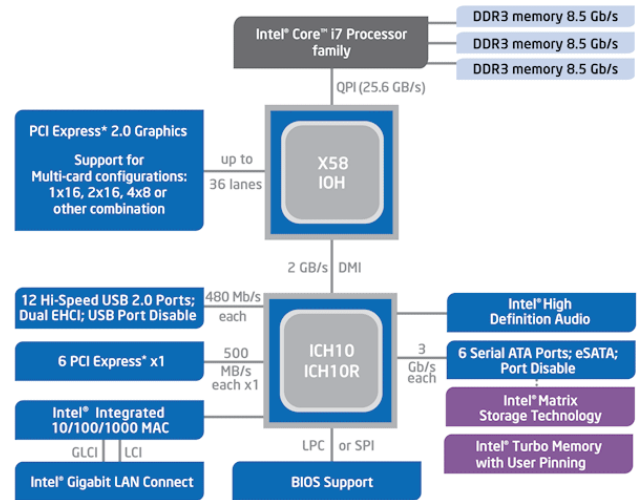 Intel® Core™ i7 Processor
family
DDR3 memory 8.5 Gb/s
DDR3 memory 8.5 Gb/s
DDR3 memory 8.5 Gb/s
QPI (25.6 GB/s)
PCI Express* 2.0 Graphics
Support for
Multi-card configurations:
1x16, 2x16, 4x8 or
other combination
up to
36 lanes
X58
IOH
2 GB/s
DMI
12 Hi-Speed USB 2.0 Ports;
Dual EHCI; USB Port Disable
480 Mb/s
each
6 PCI Express* x1
500
MB/s
each x1
Intel® Integrated
10/100/1000 MAC
GLCI
LCI
Intel® Gigabit LAN Connect
ICH10
ICH10R
Intel® High
Definition Audio
3
Gb/s
each
6 Serial ATA Ports; eSATA;
Port Disable
Intel® Matrix
Storage Technology
Intel® Turbo Memory
with User Pinning
LPC or SPI
BIOS Support